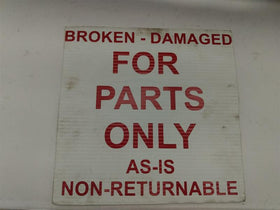 BROKEN - DAMAGED
FOR
PARTS
ONLY
AS-IS
NON-RETURNABLE